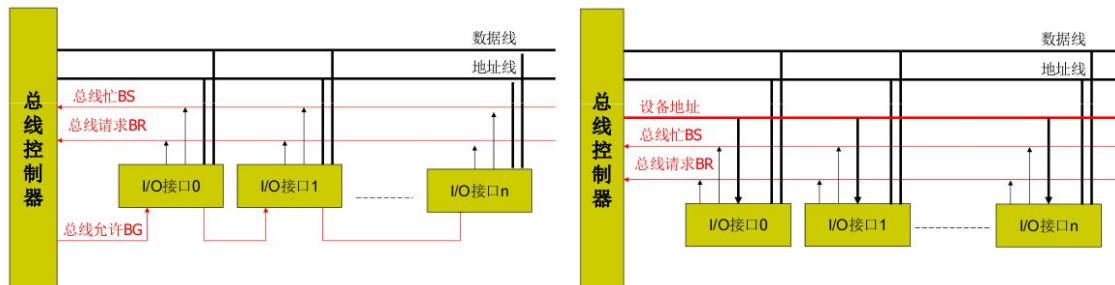 总线控制器
数据线
地址线
总线忙BS
总线请求BR
I/O接口0
I/O接口1
I/O接口n
总线允许BG
总线控制器
数据线
地址线
设备地址
总线忙BS
总线请求BR
I/O接口0
I/O接口1
I/O接口n